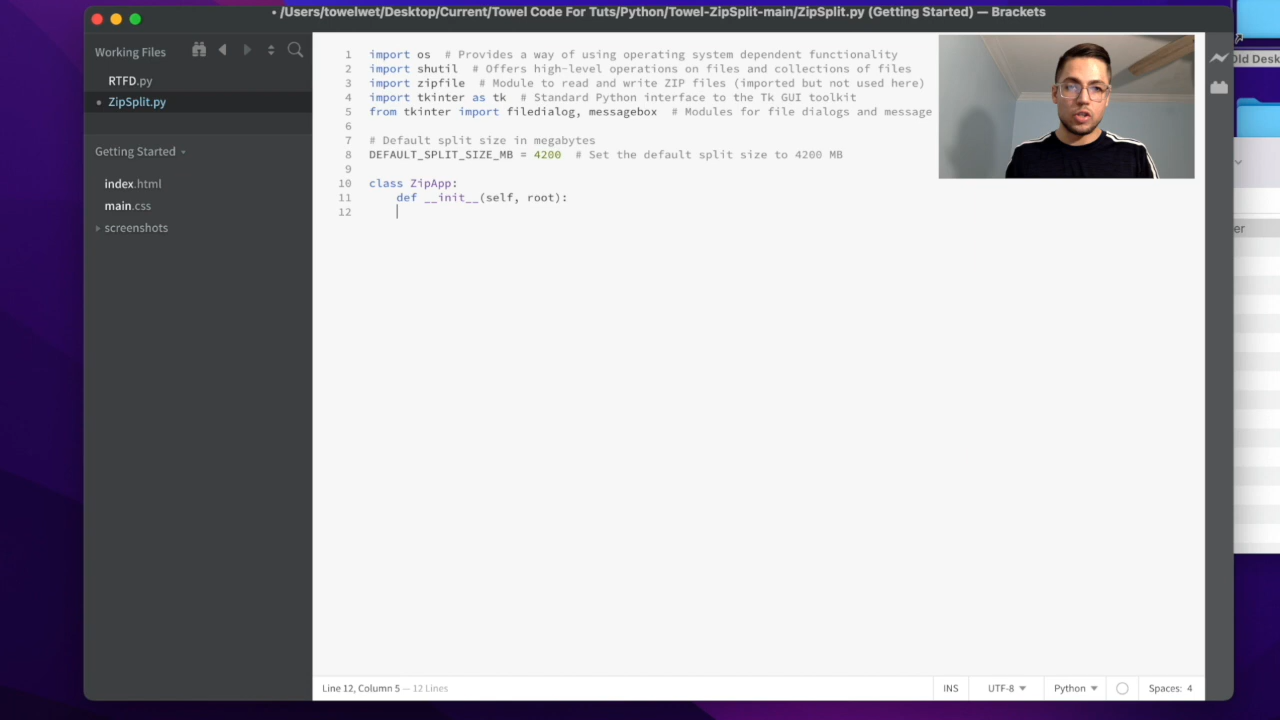 • /Users/towelwet/Desktop/Current/Towel Code For Tuts/Python/Towel-ZipSplit-main/ZipSplit.py (Getting Started) — Brackets
Working Files
RTFD.py
• ZipSplit.py
Getting Started
index.html
main.css
screenshots
1 import os # Provides a way of using operating system dependent functionality
2 import shutil # Offers high-level operations on files and collections of files
3 import zipfile # Module to read and write ZIP files (imported but not used here)
4 import tkinter as tk # Standard Python interface to the Tk GUI toolkit
5 from tkinter import filedialog, messagebox # Modules for file dialogs and message
6
7 # Default split size in megabytes
8 DEFAULT_SPLIT_SIZE_MB = 4200 # Set the default split size to 4200 MB
9
10 class ZipApp:
11 def __init__(self, root):
12
Old Desk
er
Line 12, Column 5 — 12 Lines
INS
UTF-8
Python
Spaces: 4